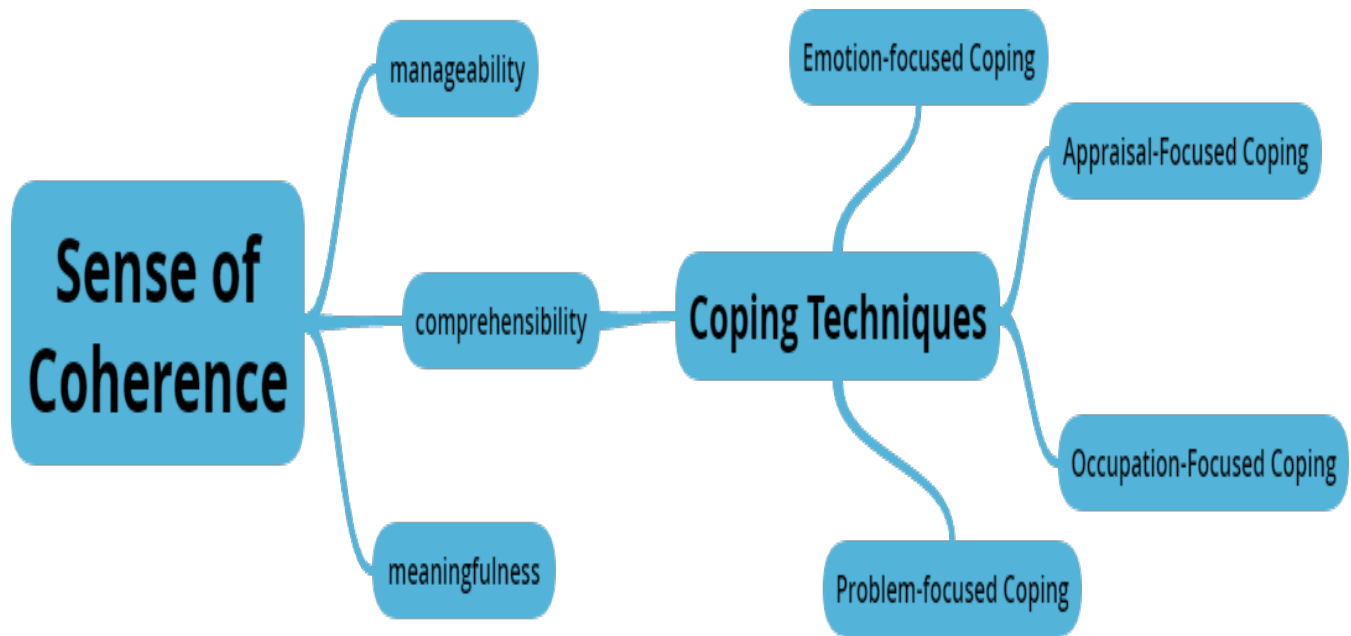 Sense of
Coherence
manageability
comprehensibility
meaningfulness
Coping Techniques
Emotion-focused Coping
Appraisal-Focused Coping
Occupation-Focused Coping
Problem-focused Coping